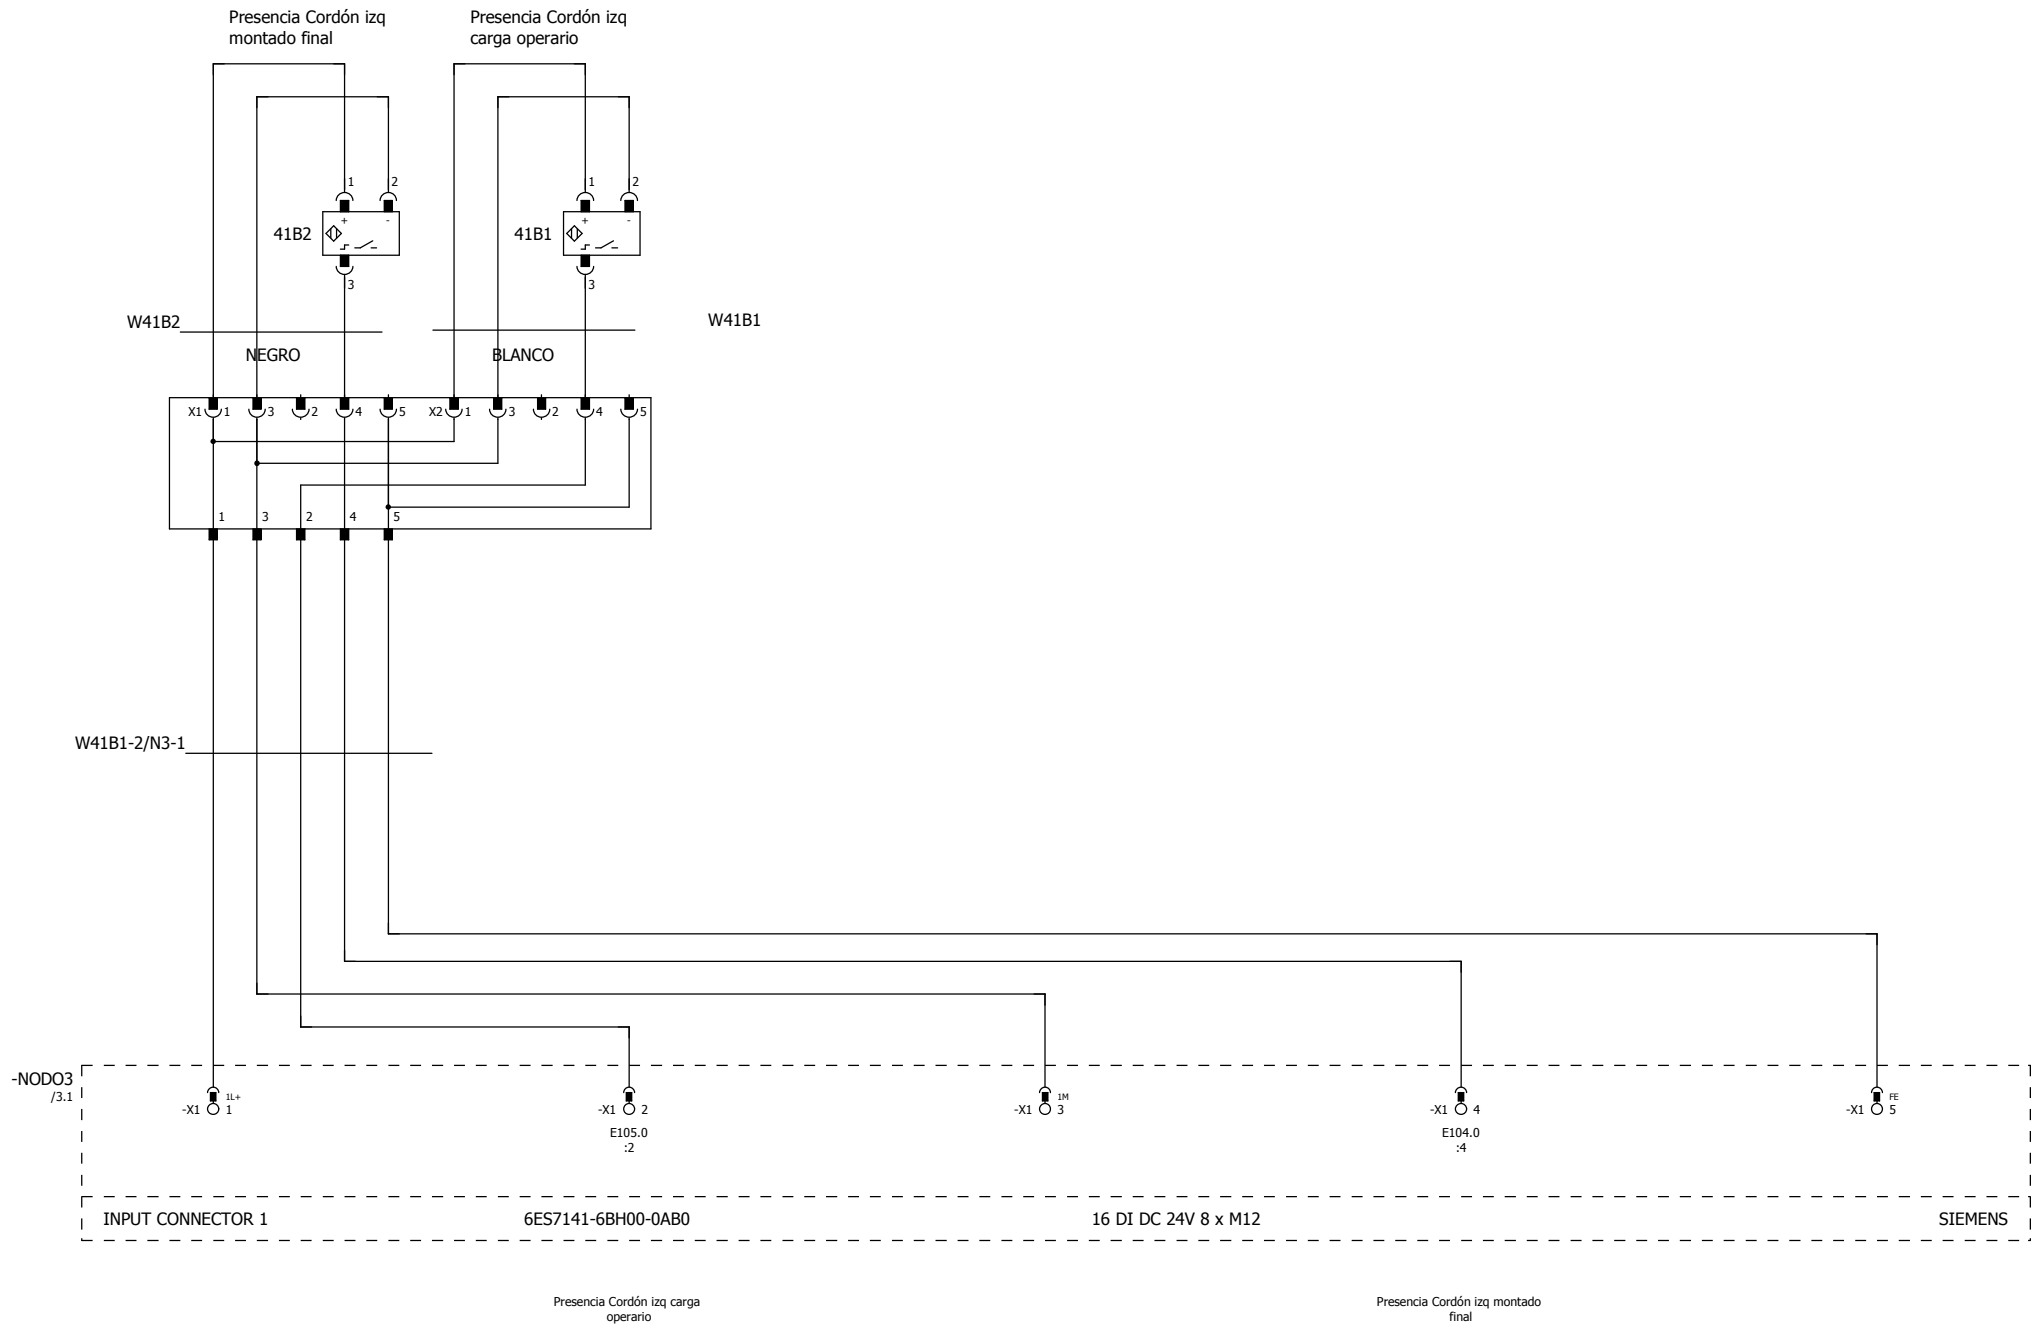 Presencia Cordón izq
montado final
Presencia Cordón izq
carga operario
1 2
1 2
+ -
+ -
41B2
41B1
3
3
W41B2
W41B1
NEGRO
BLANCO
X1 1 3 2 4 5 X2 1 3 2 4 5
1 3 2 4 5
W41B1-2/N3-1
-NODO3
/3.1
1L+
-X1 1
-X1 2
E105.0
:2
1M
-X1 3
-X1 4
E104.0
:4
FE
-X1 5
INPUT CONNECTOR 1 6ES7141-6BH00-0AB0 16 DI DC 24V 8 x M12 SIEMENS
Presencia Cordón izq carga
operario
Presencia Cordón izq montado
final